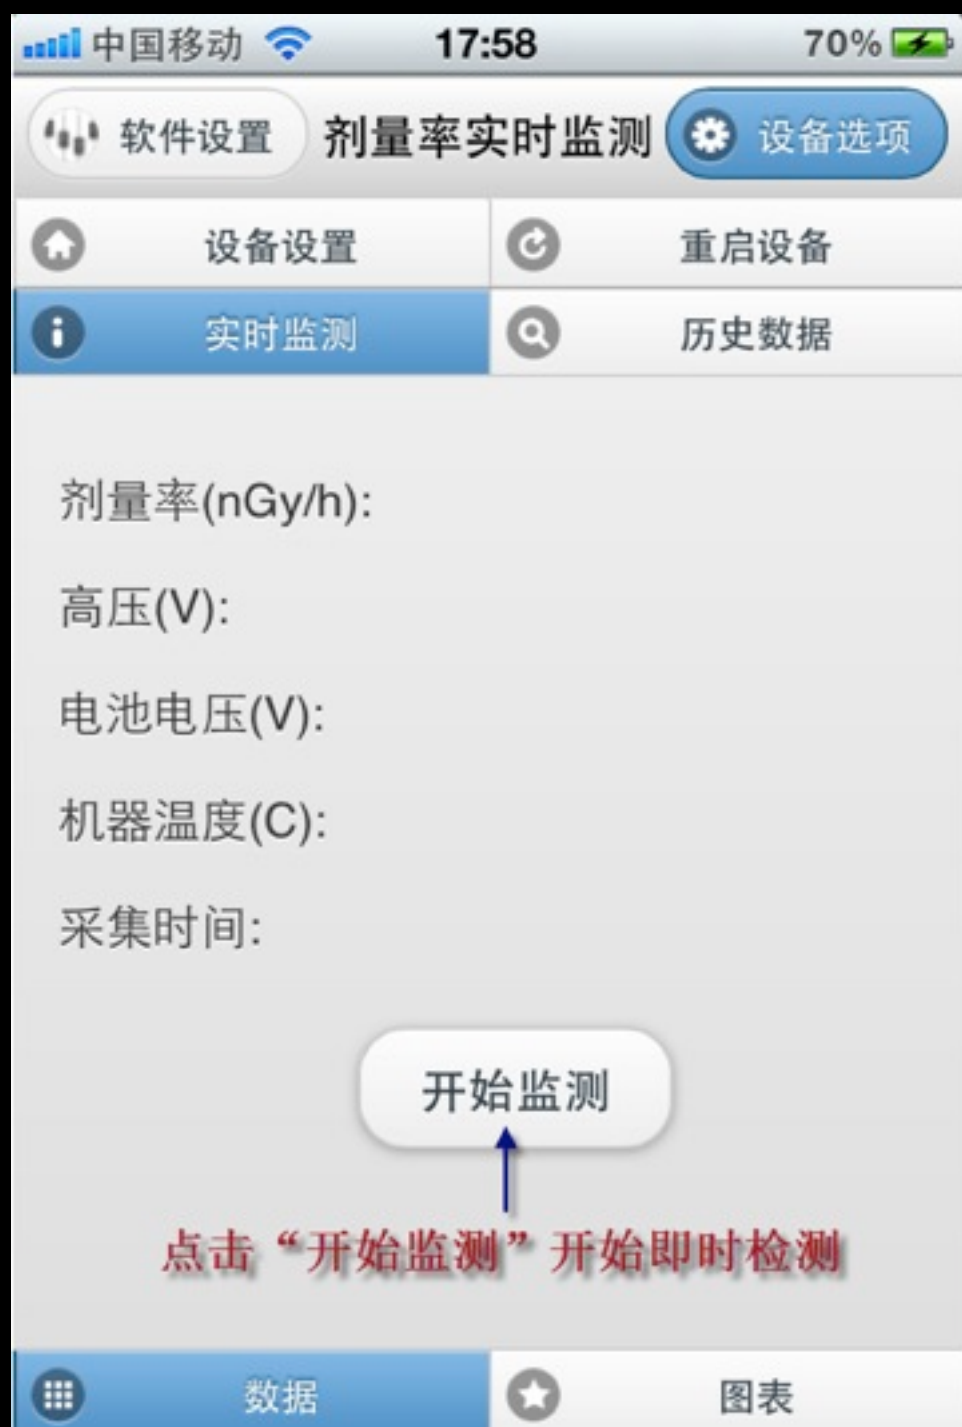 中国移动 17:58 70%
软件设置 剂量率实时监测 设备选项
设备设置 重启设备
实时监测 历史数据
剂量率(nGy/h):
高压(V):
电池电压(V):
机器温度(C):
采集时间:
开始监测
点击“开始监测”开始即时检测
数据 图表